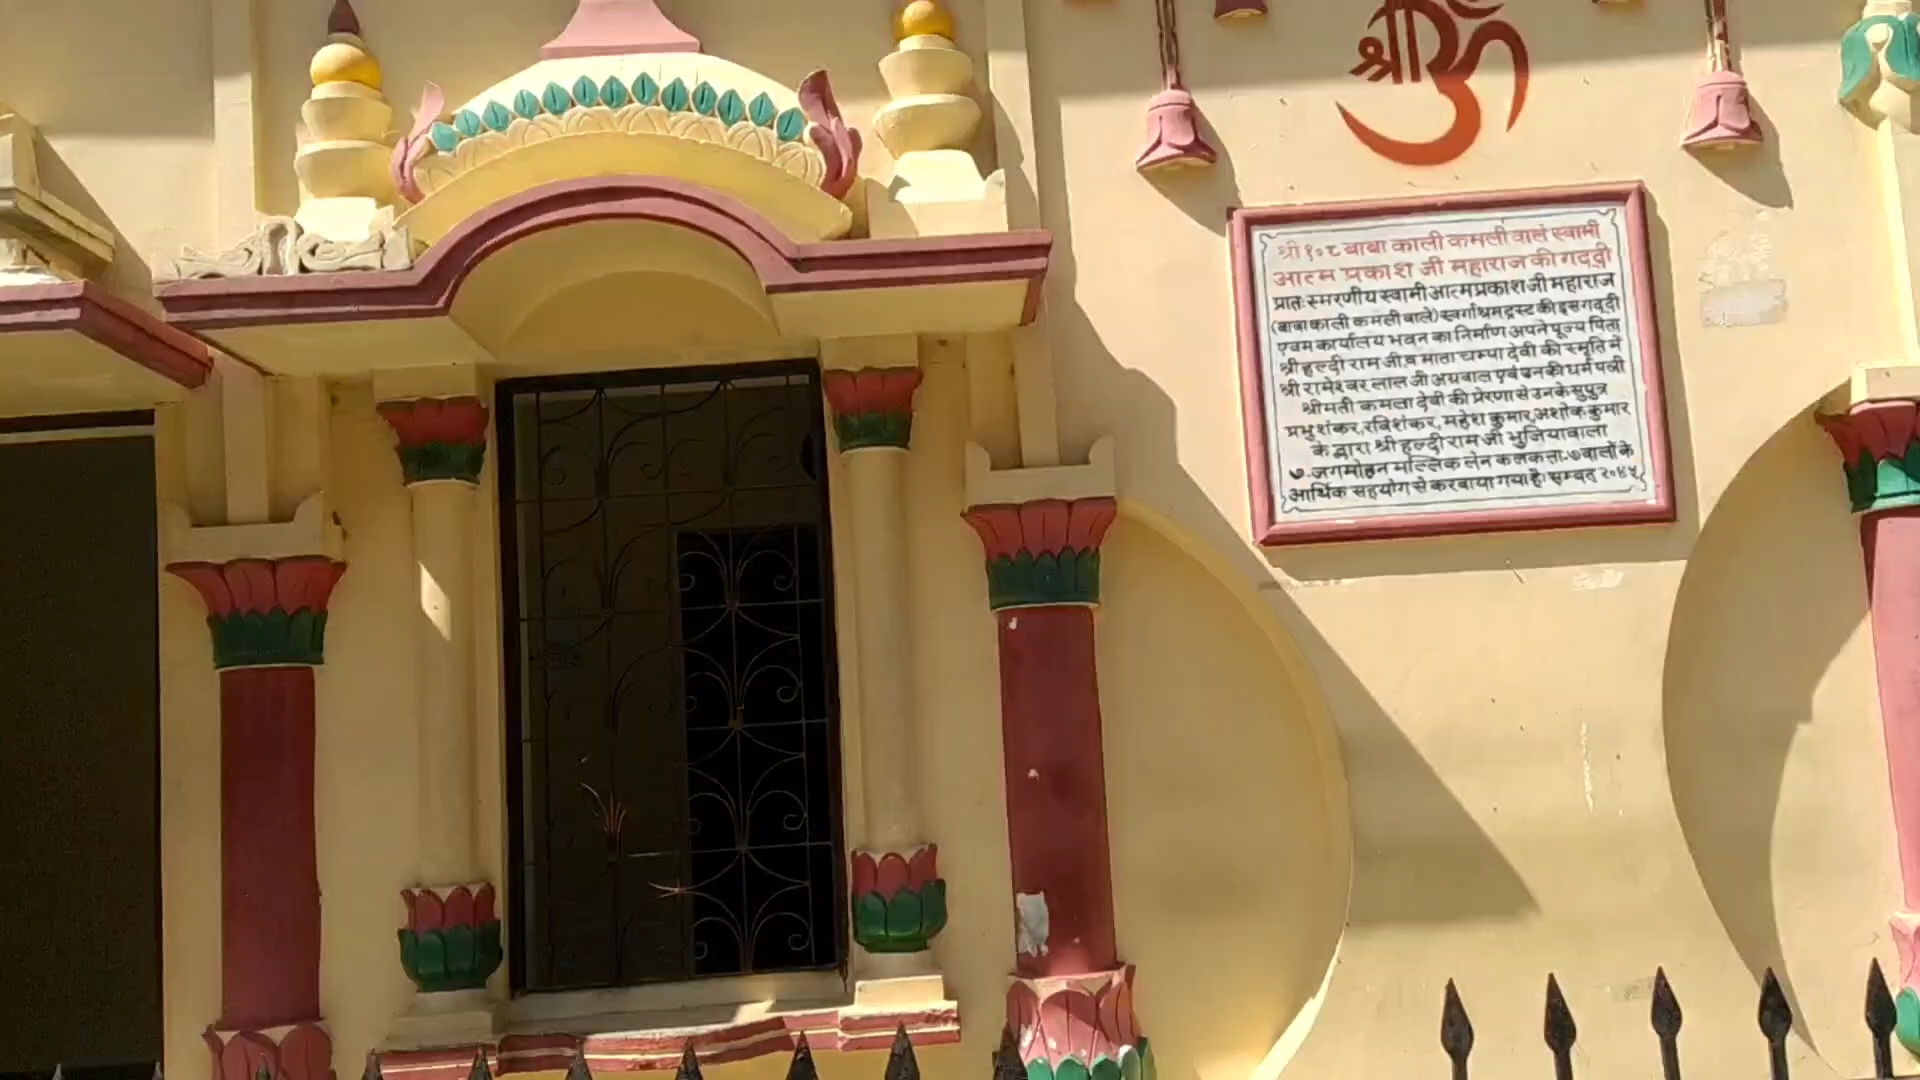 श्री ॐ
श्री १०८ बाबा काली कमली वाले स्वामी
आत्म प्रकाश जी महाराज की गद्दी
प्रातः स्मरणीय स्वामी आत्मप्रकाश जी महाराज
(बाबा काली कमली वाले) स्वर्गाश्रम ट्रस्ट की इस गद्दी
एवम कार्यालय भवन का निर्माण अपने पूज्य पिता
श्री हल्दी राम जी, व माता चम्पा देवी की स्मृति में
श्री रामेश्वर लाल जी अग्रवाल एवं उनकी धर्म पत्नी
श्रीमती कमला देवी की प्रेरणा से उनके सुपुत्र
प्रभु शंकर, रविशंकर, महेश कुमार, अशोक कुमार
के द्वारा श्री हल्दी राम जी भुजियावाला
७. जगमोहन मल्लिक लेन कलकत्ता-७ वालों के
आर्थिक सहयोग से करवाया गया है। सम्वत २०४५